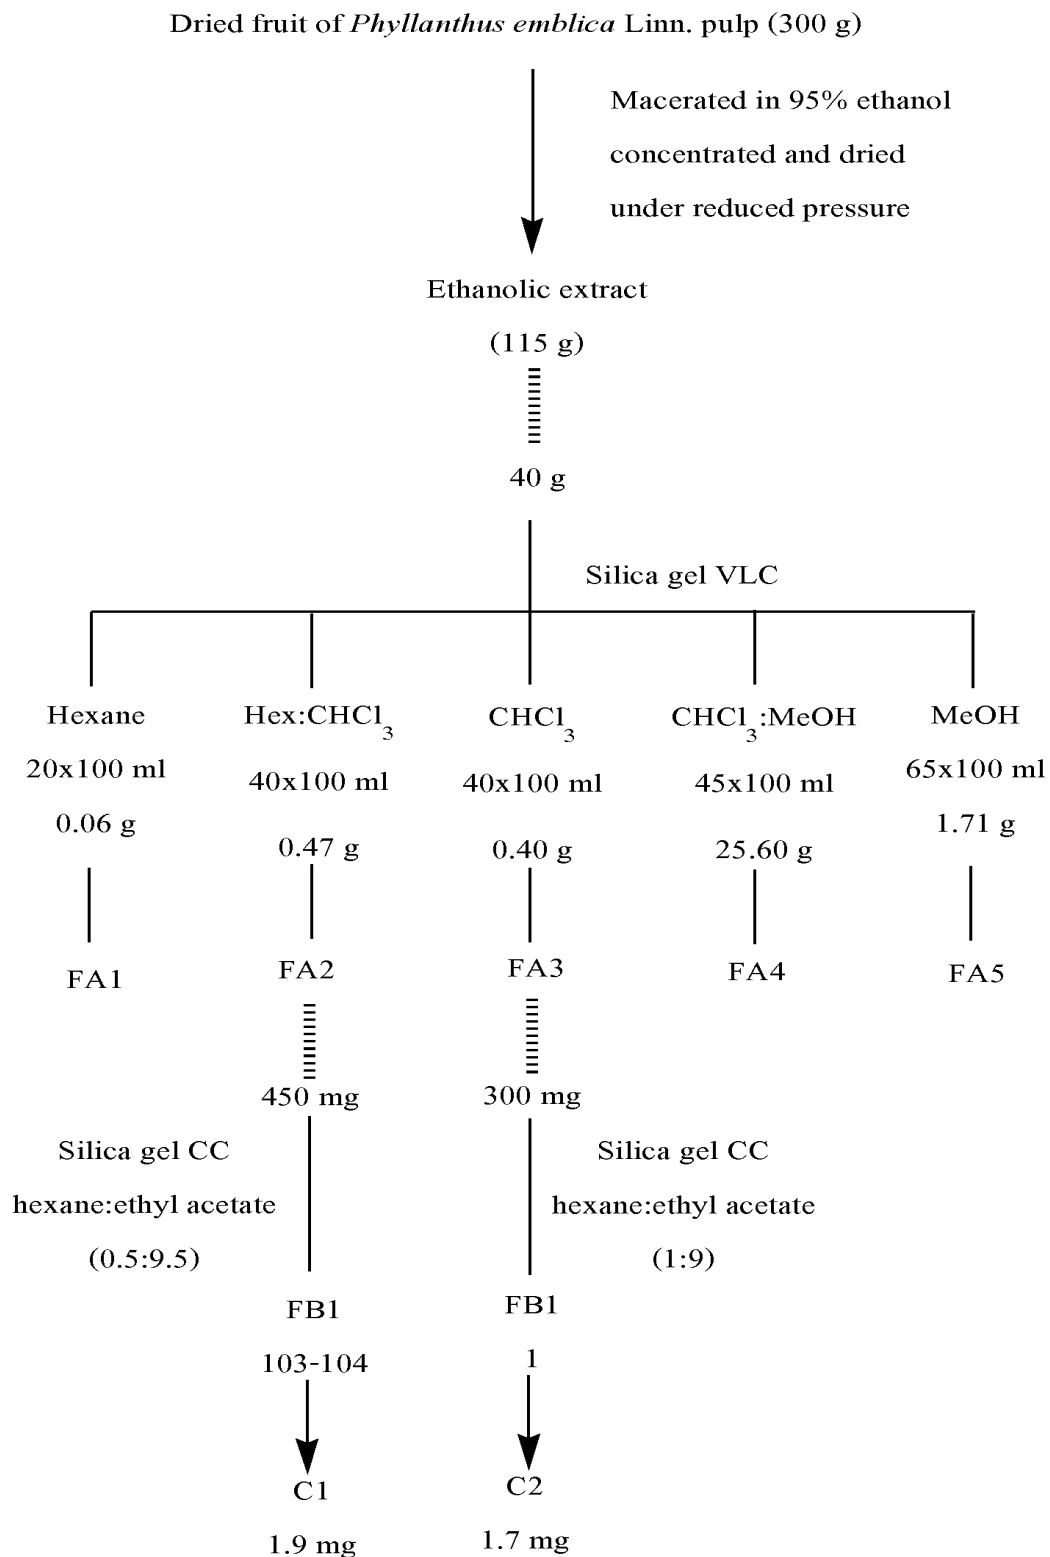 Dried fruit of Phyllanthus emblica Linn. pulp (300 g)
Macerated in 95% ethanol
concentrated and dried
under reduced pressure
Ethanolic extract
(115 g)
40 g
Silica gel VLC
Hexane
20x100 ml
0.06 g
FA1
Hex:CHCl3
40x100 ml
0.47 g
FA2
CHCl3
40x100 ml
0.40 g
FA3
CHCl3:MeOH
45x100 ml
25.60 g
FA4
MeOH
65x100 ml
1.71 g
FA5
450 mg
Silica gel CC
hexane:ethyl acetate
(0.5:9.5)
FB1
103-104
C1
1.9 mg
300 mg
Silica gel CC
hexane:ethyl acetate
(1:9)
FB1
1
C2
1.7 mg